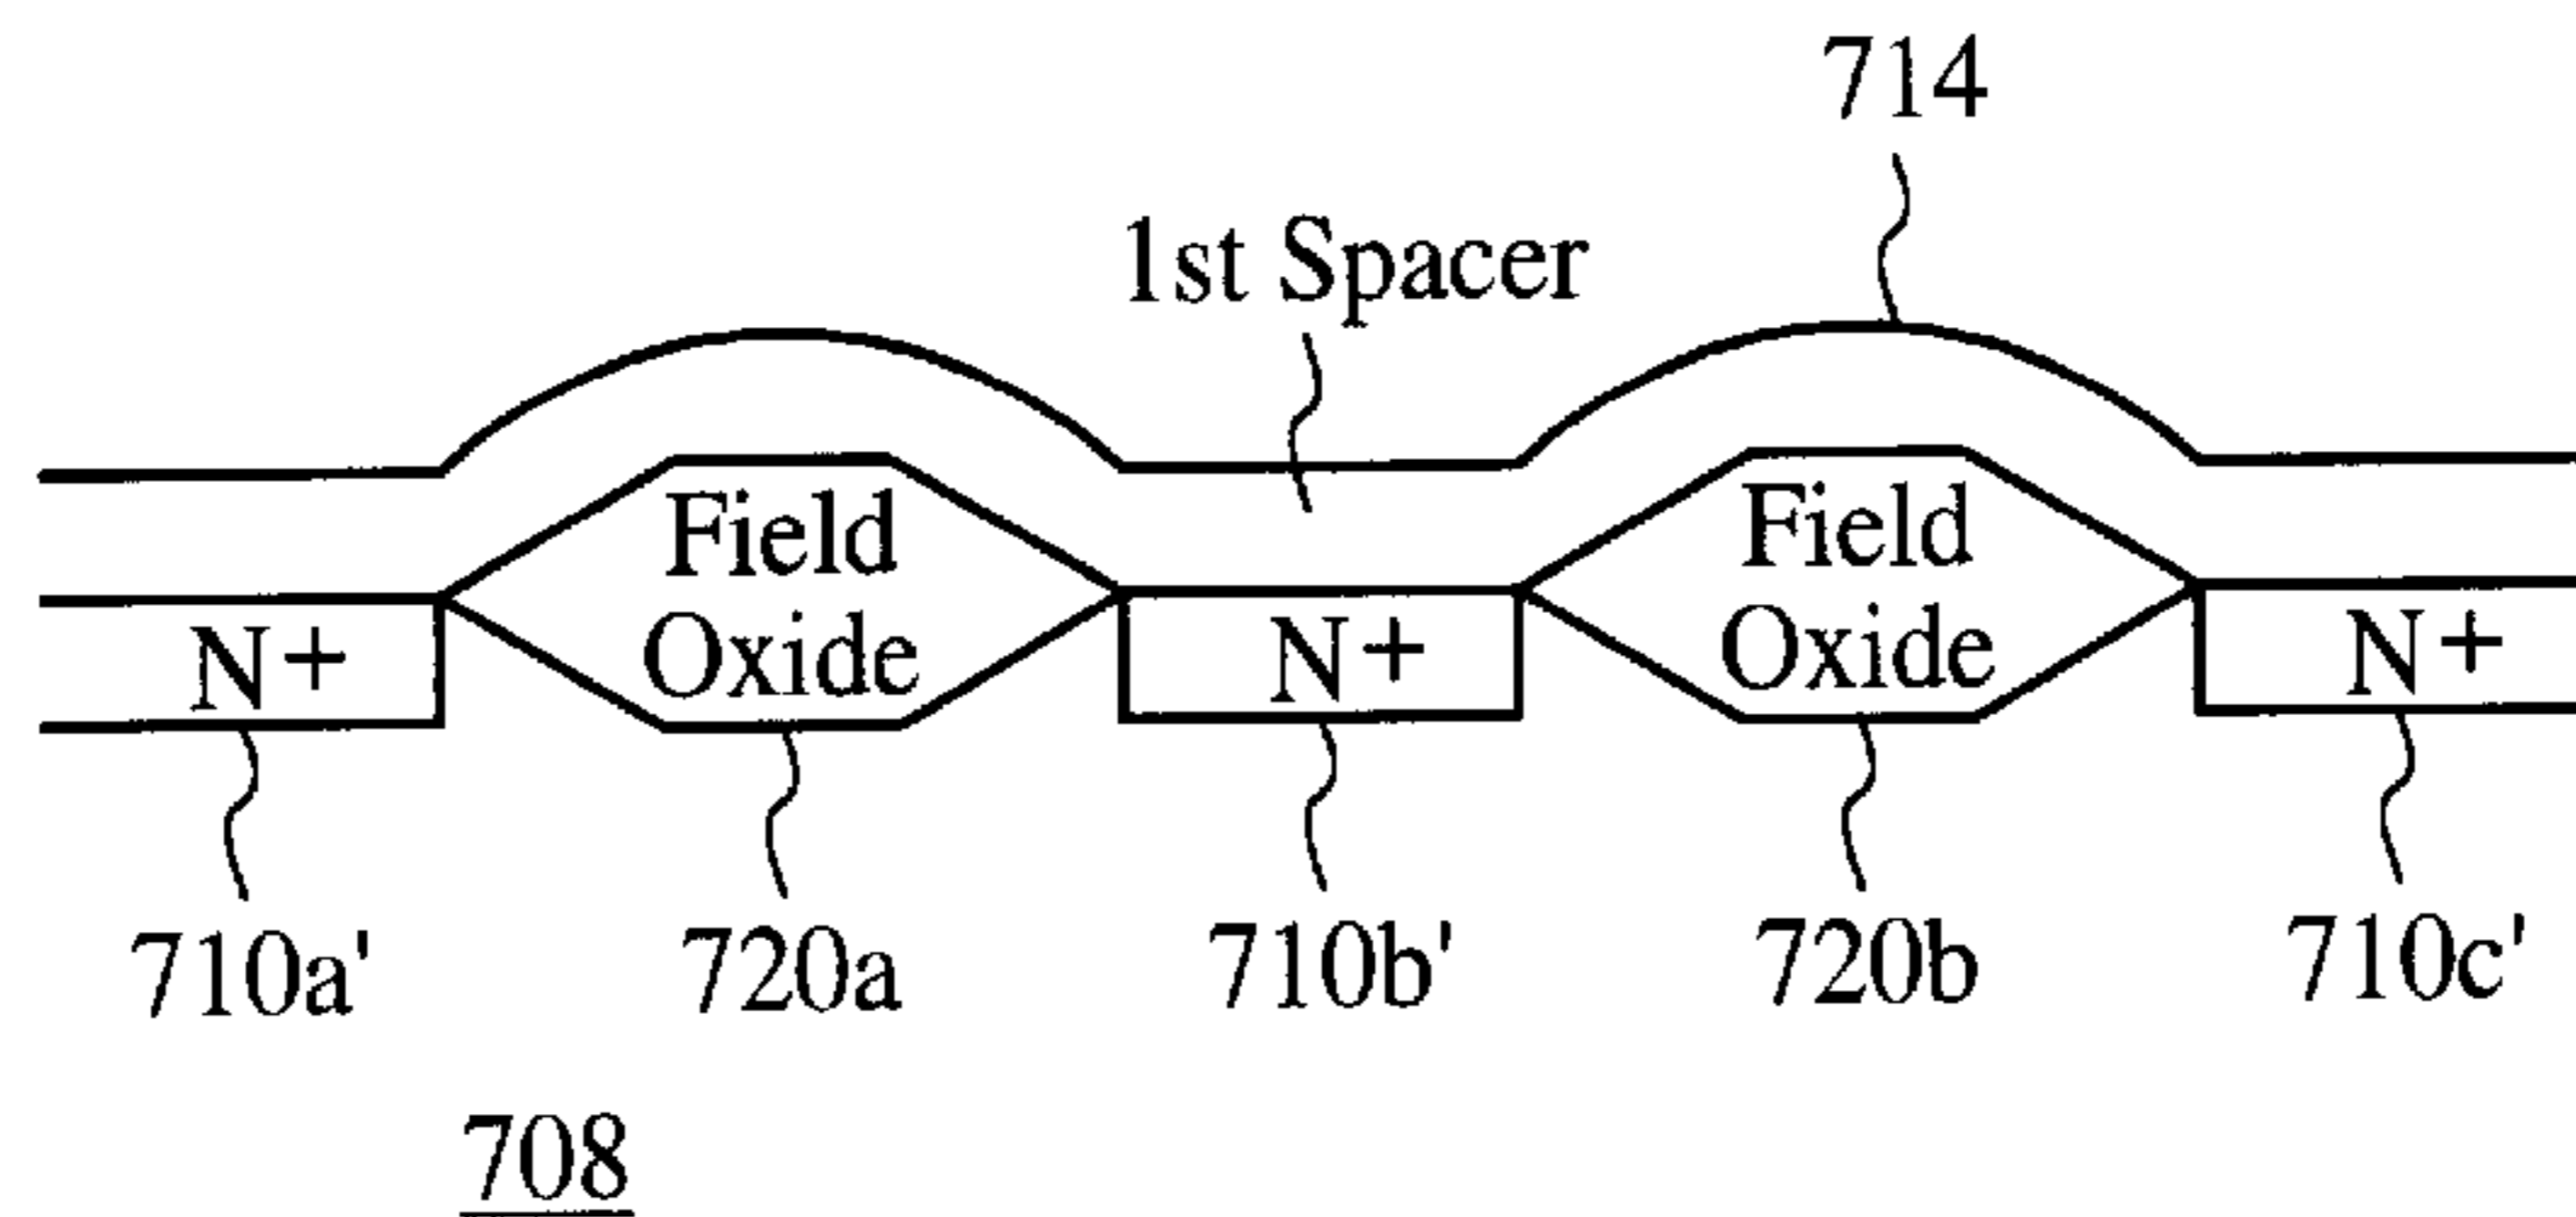 714
1st Spacer
Field
Oxide
Field
Oxide
N+
N+
N+
710a'
720a
710b'
720b
710c'
708